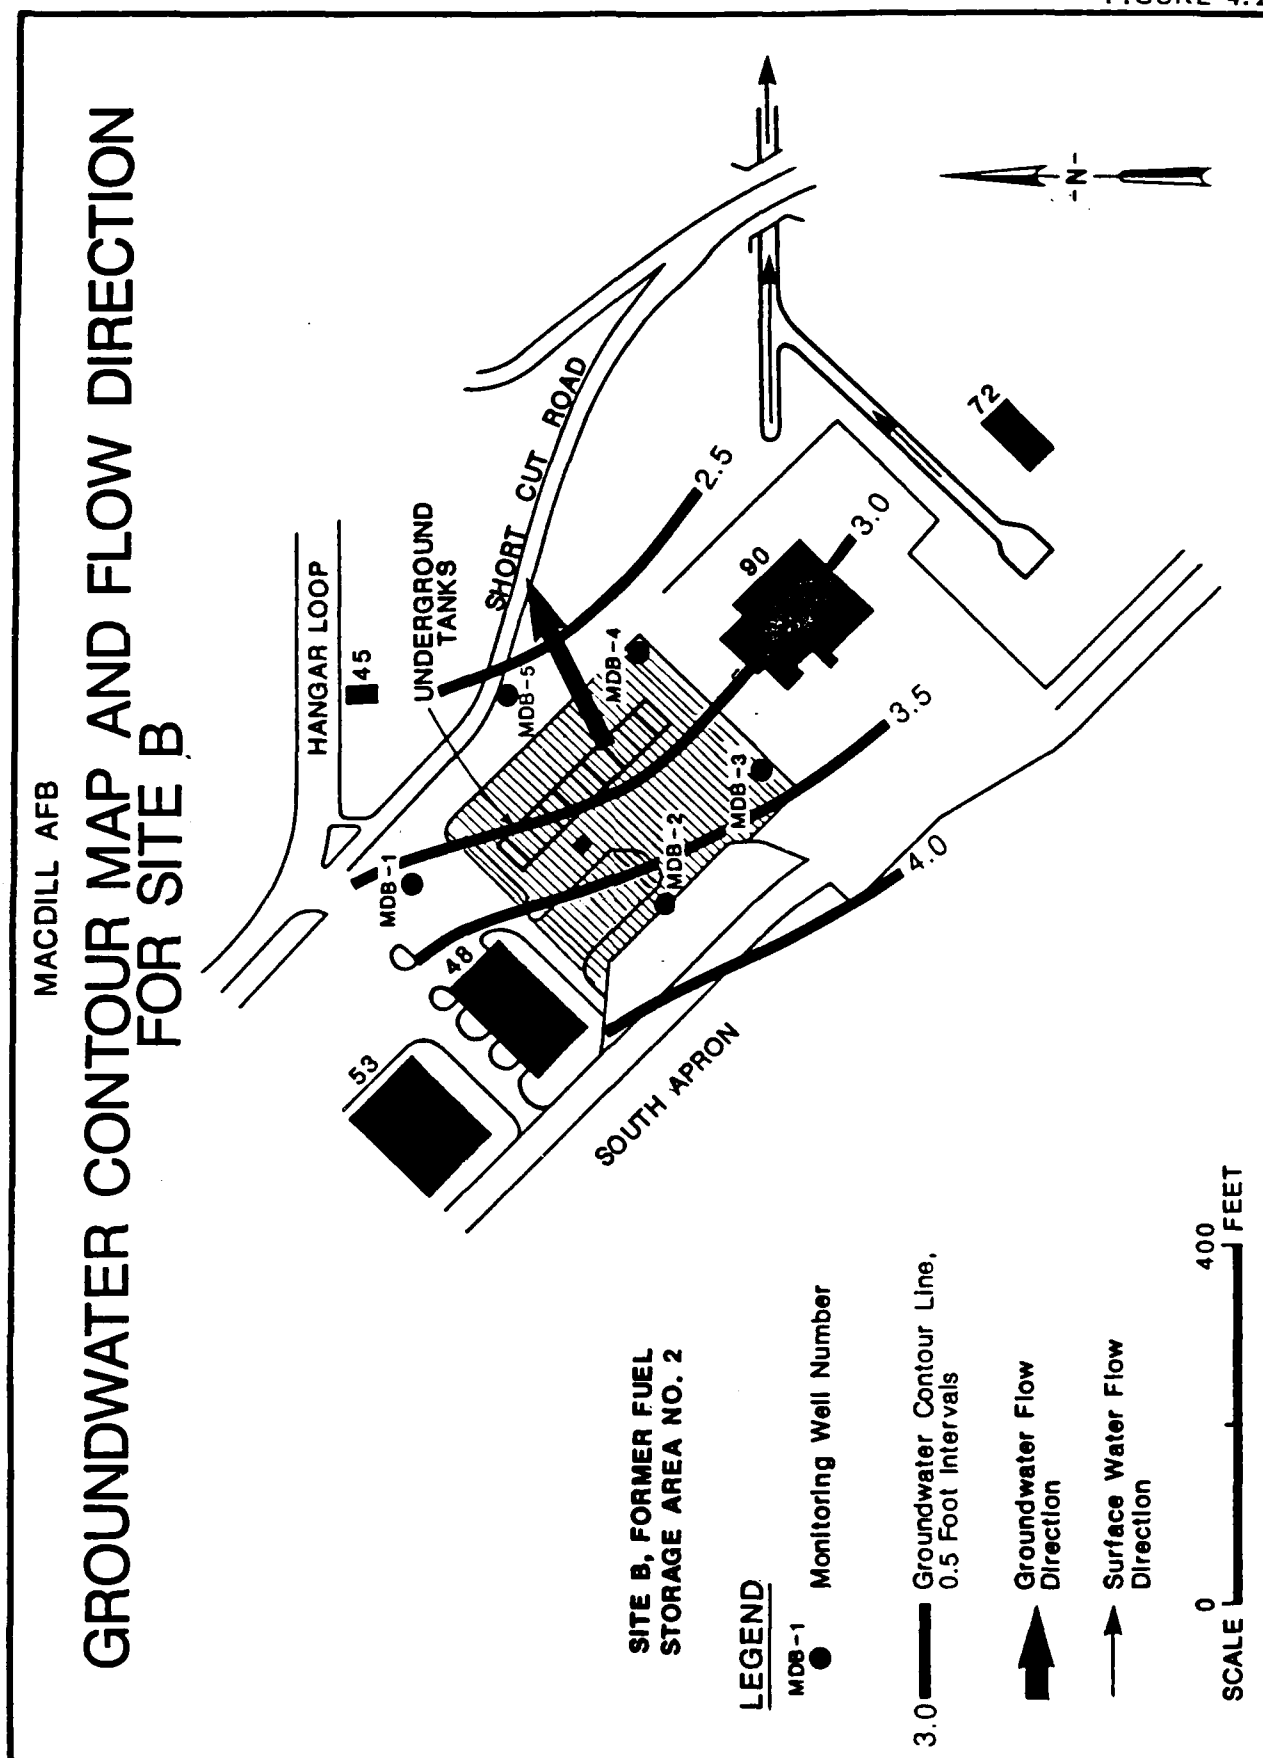 MACDILL AFB
GROUNDWATER CONTOUR MAP AND FLOW DIRECTION
FOR SITE B
HANGAR LOOP
45
UNDERGROUND
TANKS
SHORT CUT ROAD
53
48
MDB-1
MDB-5
MDB-4
MDB-2
MDB-3
2.5
3.0
3.5
4.0
90
72
SOUTH APRON
-N-
SITE B, FORMER FUEL
STORAGE AREA NO. 2
LEGEND
MDB-1
Monitoring Well Number
3.0 Groundwater Contour Line,
0.5 Foot Intervals
Groundwater Flow
Direction
Surface Water Flow
Direction
SCALE 0 400 FEET